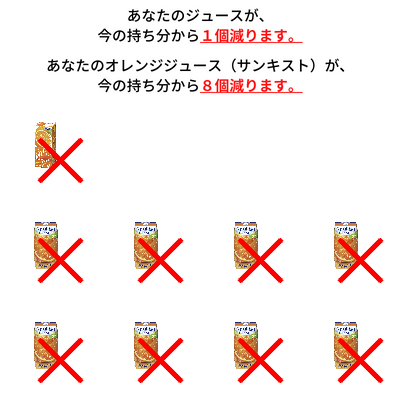 あなたのジュースが、
今の持ち分から１個減ります。
あなたのオレンジジュース（サンキスト）が、
今の持ち分から８個減ります。